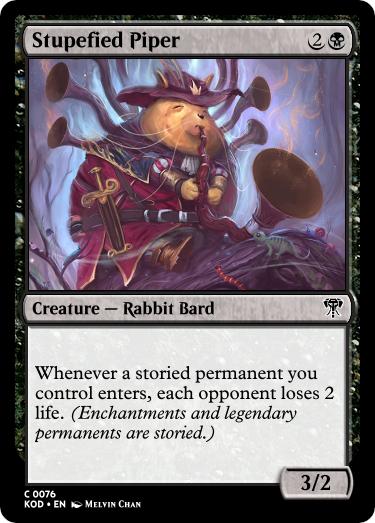 Stupefied Piper 2
Creature — Rabbit Bard
Whenever a storied permanent you
control enters, each opponent loses 2
life. (Enchantments and legendary
permanents are storied.)
3/2
C 0076
KOD • EN Melvin Chan